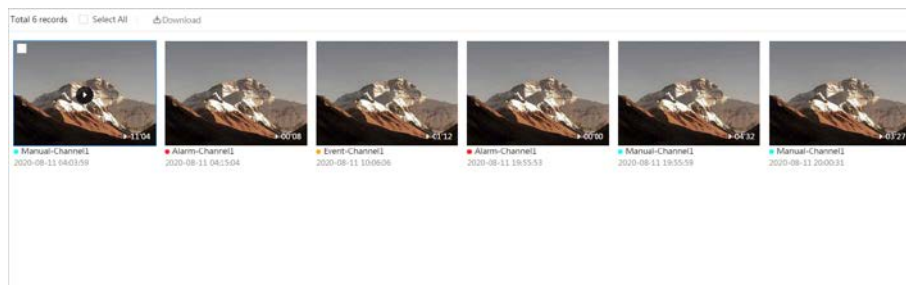 Total 6 records Select All Download
11:04 00:08 01:12 00:00 04:32 03:27
Manual-Channel1 Alarm-Channel1 Event-Channel1 Alarm-Channel1 Manual-Channel1 Manual-Channel1
2020-08-11 04:03:59 2020-08-11 04:15:04 2020-08-11 10:06:06 2020-08-11 19:55:53 2020-08-11 19:55:59 2020-08-11 20:00:31